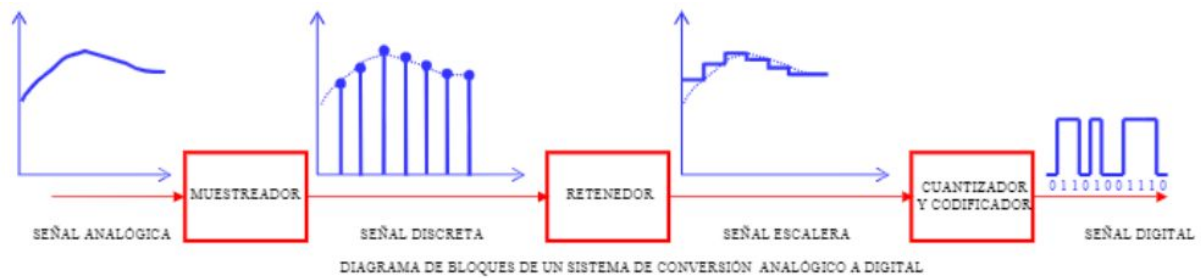 MUESTREADOR
RETENEDOR
CUANTIZADOR
Y CODIFICADOR
0 1 1 0 1 0 0 1 1 1 0
SEÑAL ANALÓGICA
SEÑAL DISCRETA
SEÑAL ESCALERA
SEÑAL DIGITAL
DIAGRAMA DE BLOQUES DE UN SISTEMA DE CONVERSIÓN ANALÓGICO A DIGITAL